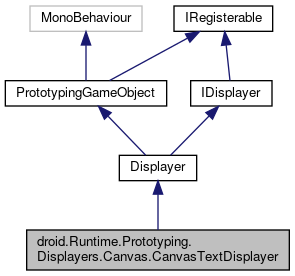 MonoBehaviour
IRegisterable
PrototypingGameObject
IDisplayer
Displayer
droid.Runtime.Prototyping.
Displayers.Canvas.CanvasTextDisplayer